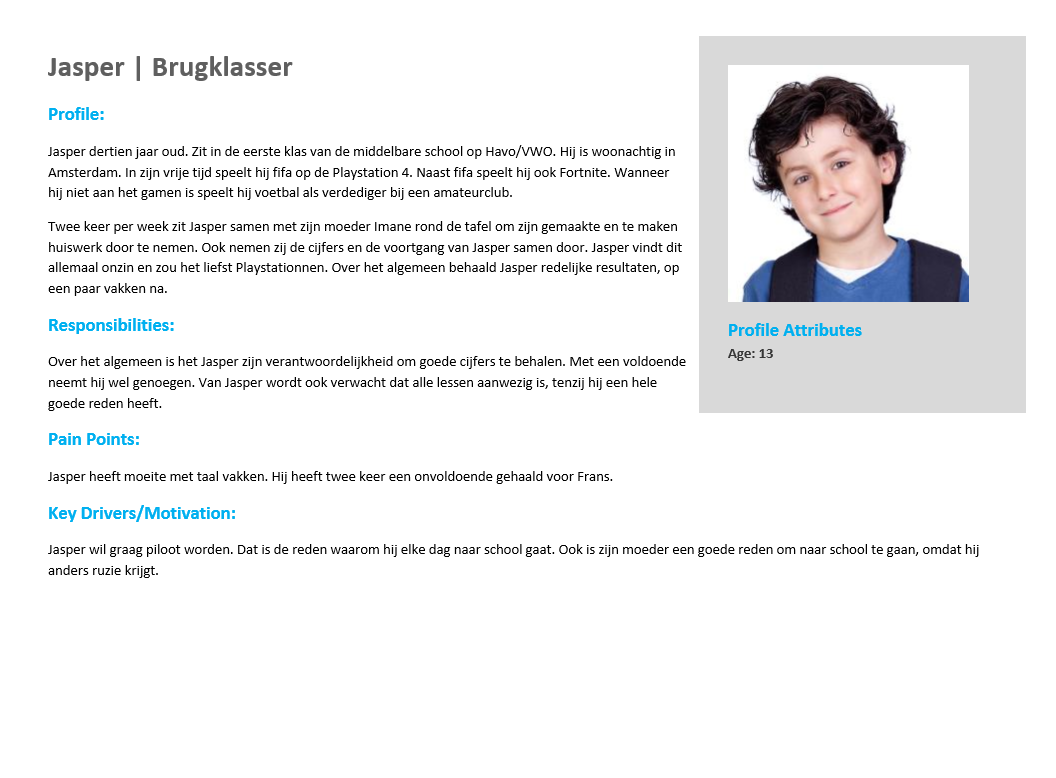 Jasper | Brugklasser
Profile:
Jasper dertien jaar oud. Zit in de eerste klas van de middelbare school op Havo/VWO. Hij is woonachtig in
Amsterdam. In zijn vrije tijd speelt hij fifa op de Playstation 4. Naast fifa speelt hij ook Fortnite. Wanneer
hij niet aan het gamen is speelt hij voetbal als verdediger bij een amateurclub.
Twee keer per week zit Jasper samen met zijn moeder Imane rond de tafel om zijn gemaakte en te maken
huiswerk door te nemen. Ook nemen zij de cijfers en de voortgang van Jasper samen door. Jasper vindt dit
allemaal onzin en zou het liefst Playstationnen. Over het algemeen behaald Jasper redelijke resultaten, op
een paar vakken na.
Responsibilities:
Over het algemeen is het Jasper zijn verantwoordelijkheid om goede cijfers te behalen. Met een voldoende
neemt hij wel genoegen. Van Jasper wordt ook verwacht dat alle lessen aanwezig is, tenzij hij een hele
goede reden heeft.
Pain Points:
Jasper heeft moeite met taal vakken. Hij heeft twee keer een onvoldoende gehaald voor Frans.
Key Drivers/Motivation:
Jasper wil graag piloot worden. Dat is de reden waarom hij elke dag naar school gaat. Ook is zijn moeder een goede reden om naar school te gaan, omdat hij
anders ruzie krijgt.
Profile Attributes
Age: 13